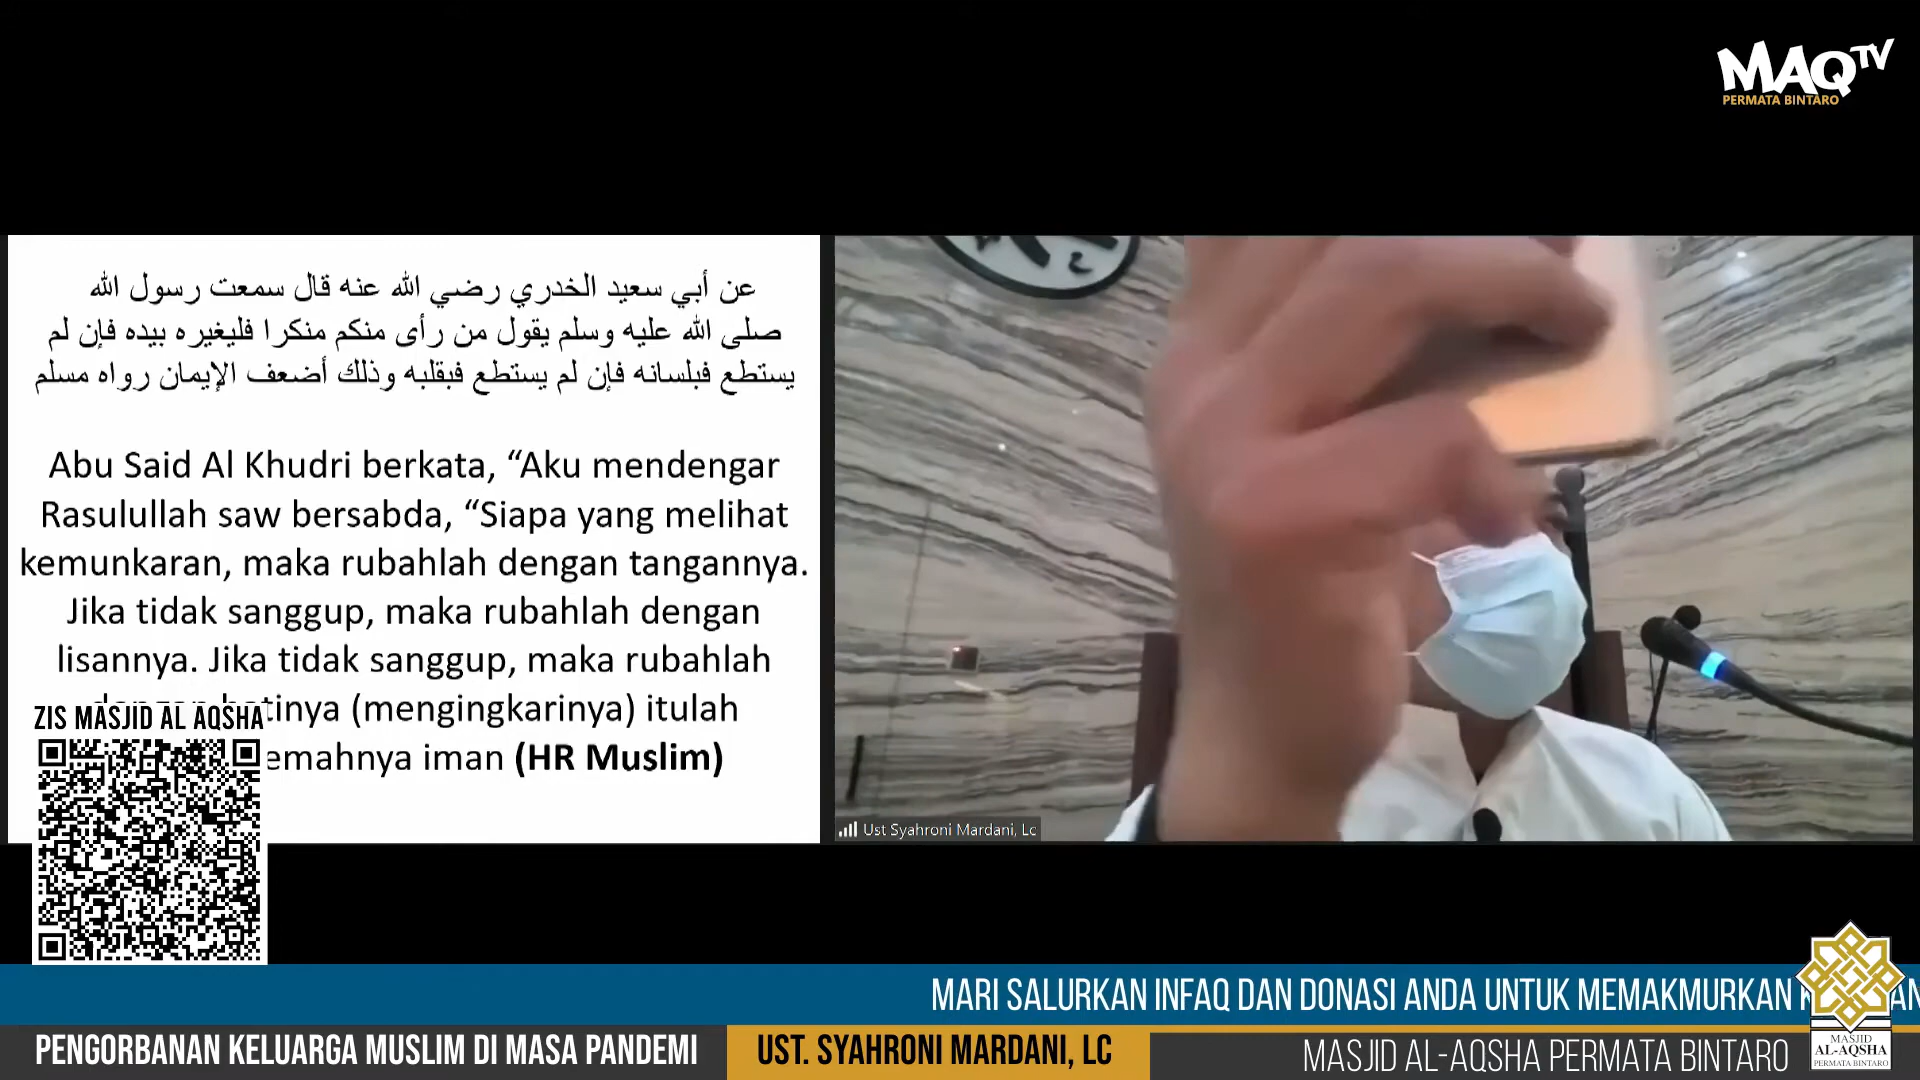 MAQTV
PERMATA BINTARO
عن أبي سعيد الخدري رضي الله عنه قال سمعت رسول الله
صلى الله عليه وسلم يقول من رأى منكم منكرا فليغيره بيده فإن لم
يستطع فبلسانه فإن لم يستطع فبقلبه وذلك أضعف الإيمان رواه مسلم
Abu Said Al Khudri berkata, “Aku mendengar
Rasulullah saw bersabda, “Siapa yang melihat
kemunkaran, maka rubahlah dengan tangannya.
Jika tidak sanggup, maka rubahlah dengan
lisannya. Jika tidak sanggup, maka rubahlah
(mengingkarinya) itulah
iman (HR Muslim)
ZIS MASJID AL AQSHA
Ust Syahroni Mardani, Lc
MARI SALURKAN INFAQ DAN DONASI ANDA UNTUK MEMAKMURKAN
PENGORBANAN KELUARGA MUSLIM DI MASA PANDEMI
UST. SYAHRONI MARDANI, LC
MASJID AL-AQSHA PERMATA BINTARO
MASJID
AL-AQSHA
PERMATA BINTARO